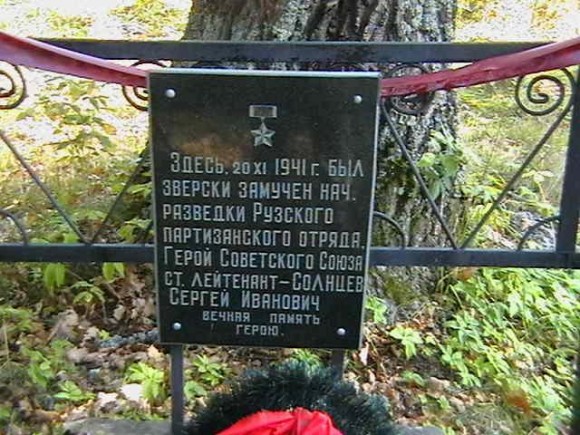 Здесь, 20 XI 1941 г. был
зверски замучен нач.
разведки Рузского
партизанского отряда.
Герой Советского Союза
ст. лейтенант-Солнцев
Сергей Иванович
вечная память
герою.